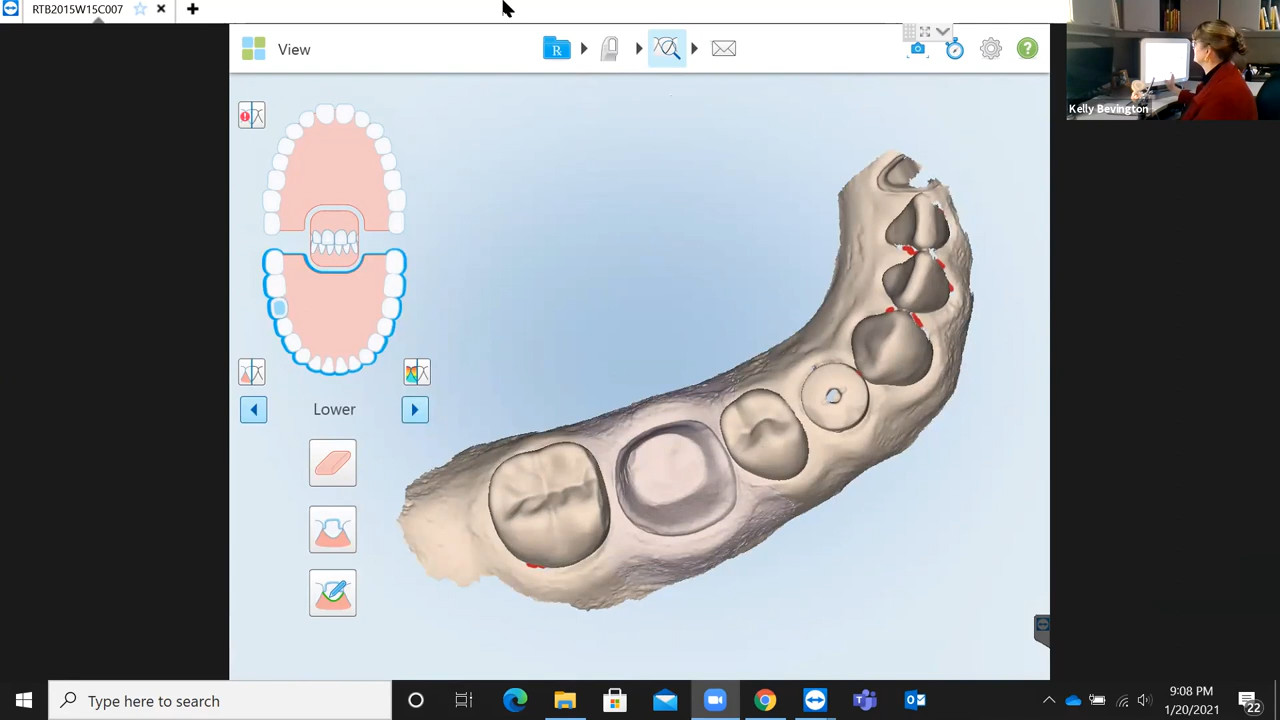 RTB2015W15C007
View
R
Kelly Bevington
Lower
Type here to search
9:08 PM
1/20/2021
22